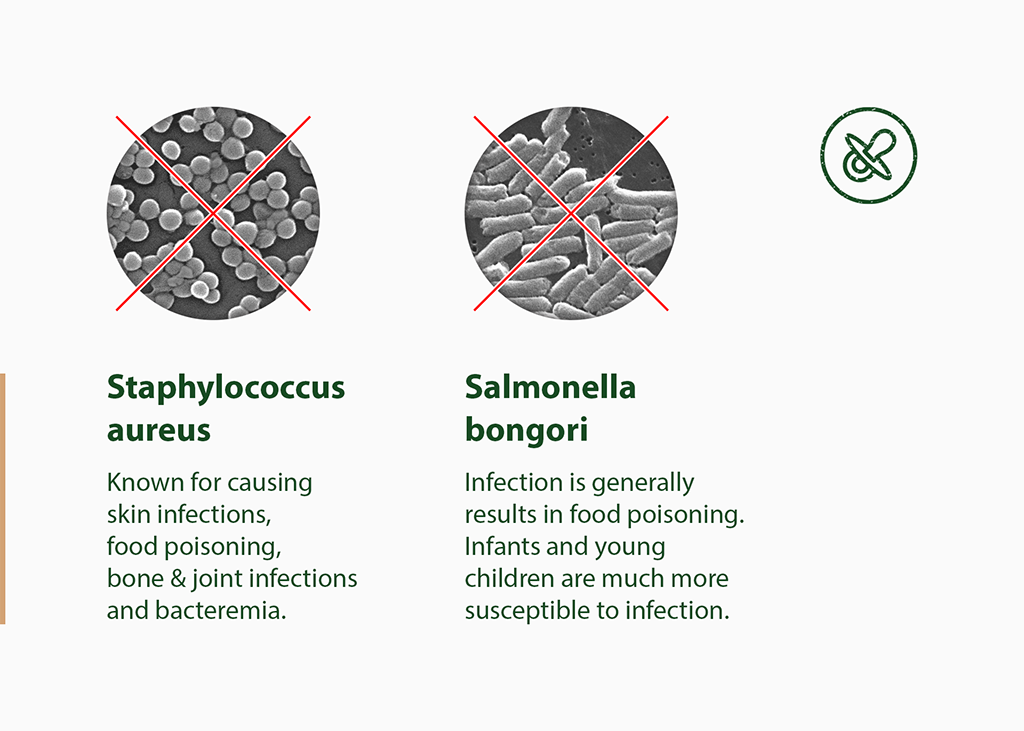 Staphylococcus
aureus
Known for causing
skin infections,
food poisoning,
bone & joint infections
and bacteremia.
Salmonella
bongori
Infection is generally
results in food poisoning.
Infants and young
children are much more
susceptible to infection.